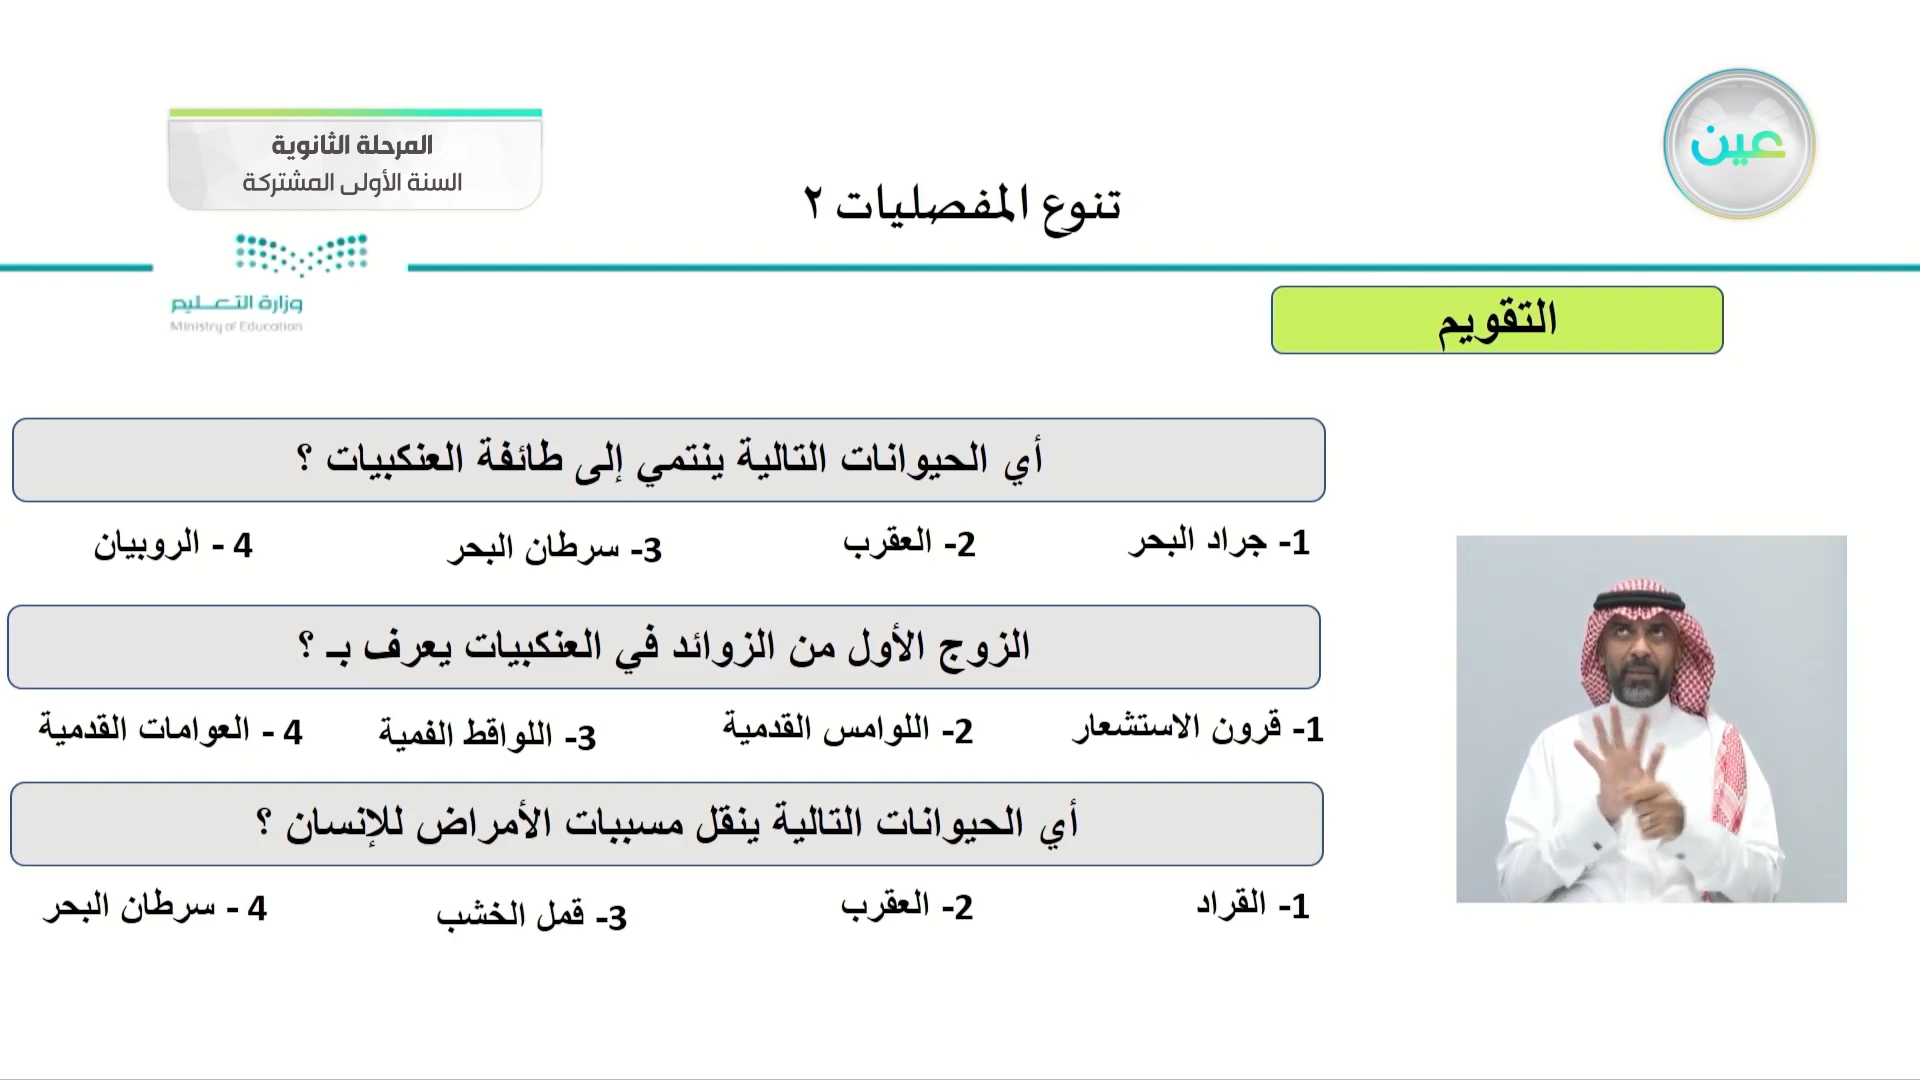 المرحلة الثانوية
السنة الأولى المشتركة
عين
تنوع المفصليات ٢
وزارة التعليم
Ministry of Education
التقويم
أي الحيوانات التالية ينتمي إلى طائفة العنكبيات ؟
1- جراد البحر 2- العقرب 3- سرطان البحر 4 - الروبيان
الزوج الأول من الزوائد في العنكبيات يعرف بـ ؟
1- قرون الاستشعار 2- اللوامس القدمية 3- اللواقط الفمية 4 - العوامات القدمية
أي الحيوانات التالية ينقل مسببات الأمراض للإنسان ؟
1- القراد 2- العقرب 3- قمل الخشب 4 - سرطان البحر